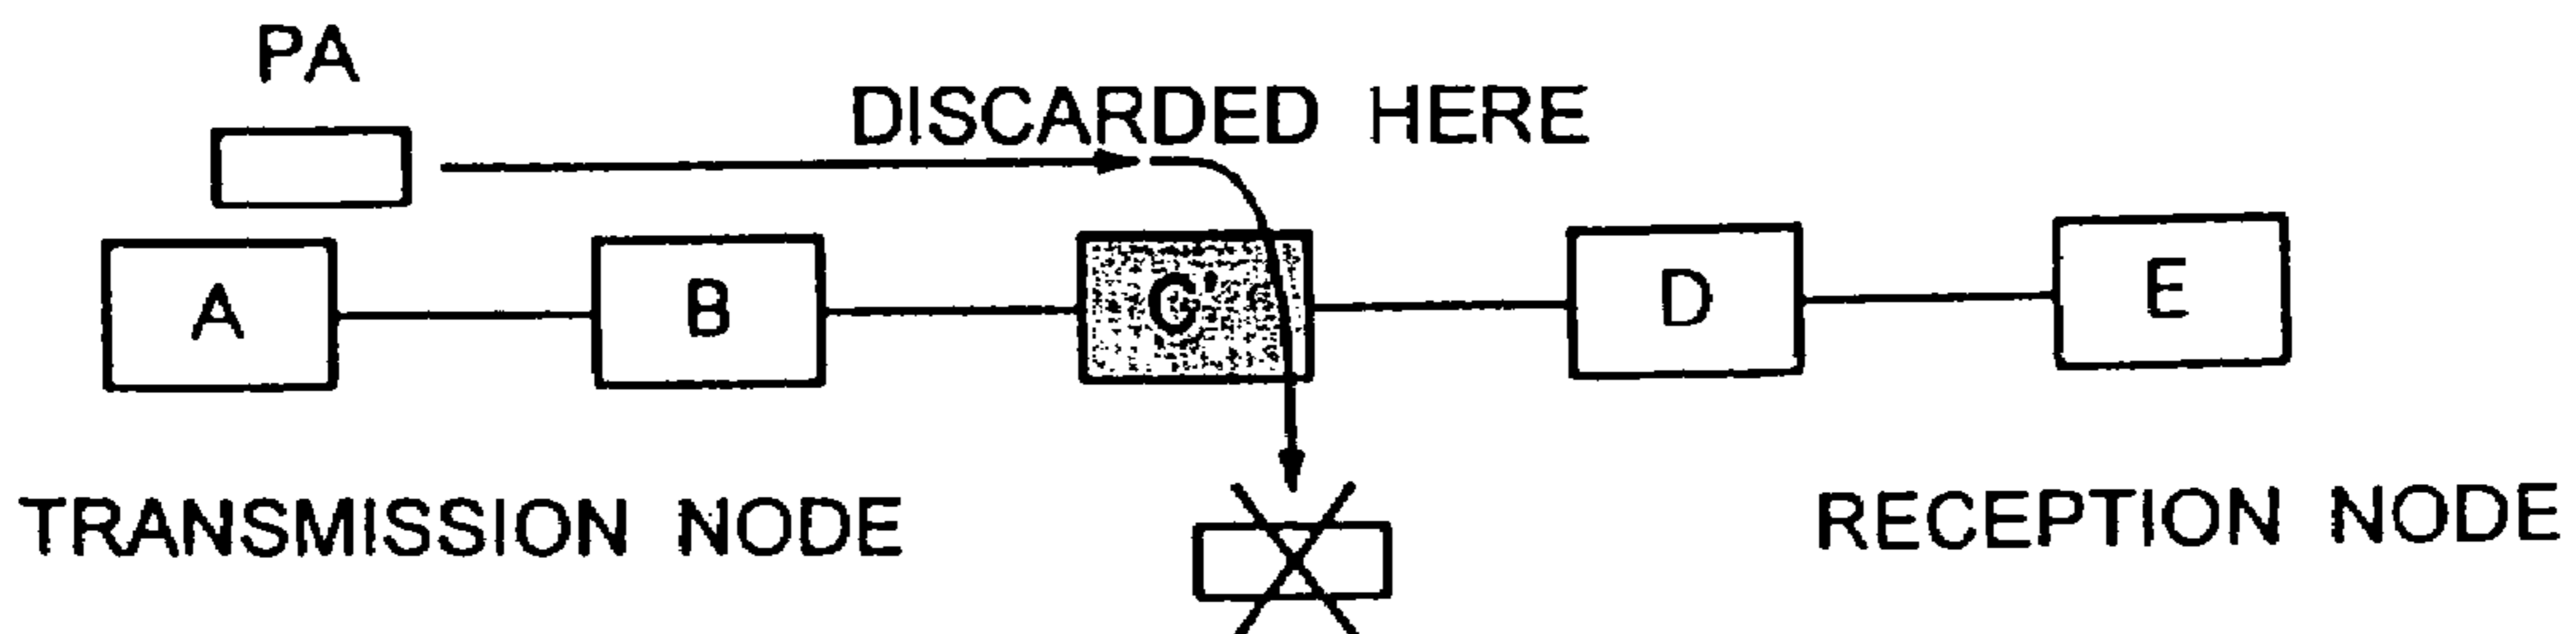 PA
DISCARDED HERE
A B C' D E
TRANSMISSION NODE RECEPTION NODE